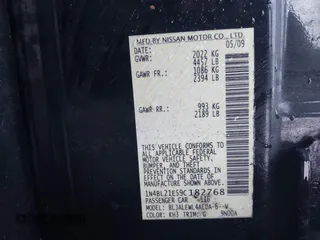 BY NISSAN MOTOR CO., LTD.
DATE: 05/09
GVWR: 2022 KG
4457 LB
GAWR FR.: 1086 KG
2394 LB
GAWR RR.: 993 KG
2189 LB
THIS VEHICLE CONFORMS TO ALL
APPLICABLE FEDERAL MOTOR
VEHICLE SAFETY, BUMPER,
AND THEFT PREVENTION
STANDARDS IN EFFECT ON THE
DATE OF MANUFACTURE
SHOWN ABOVE.
1N4BL21E59C182768
PASSENGER CAR
MODEL:
COLOR: KH3 TRIM: G